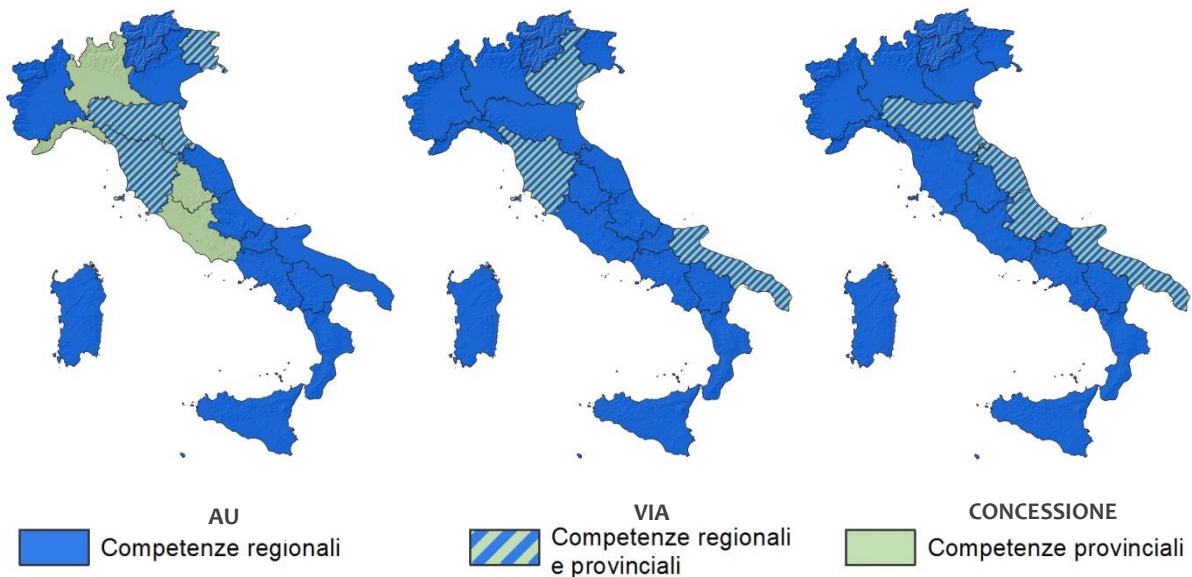 AU
VIA
CONCESSIONE
Competenze regionali
Competenze regionali
e provinciali
Competenze provinciali